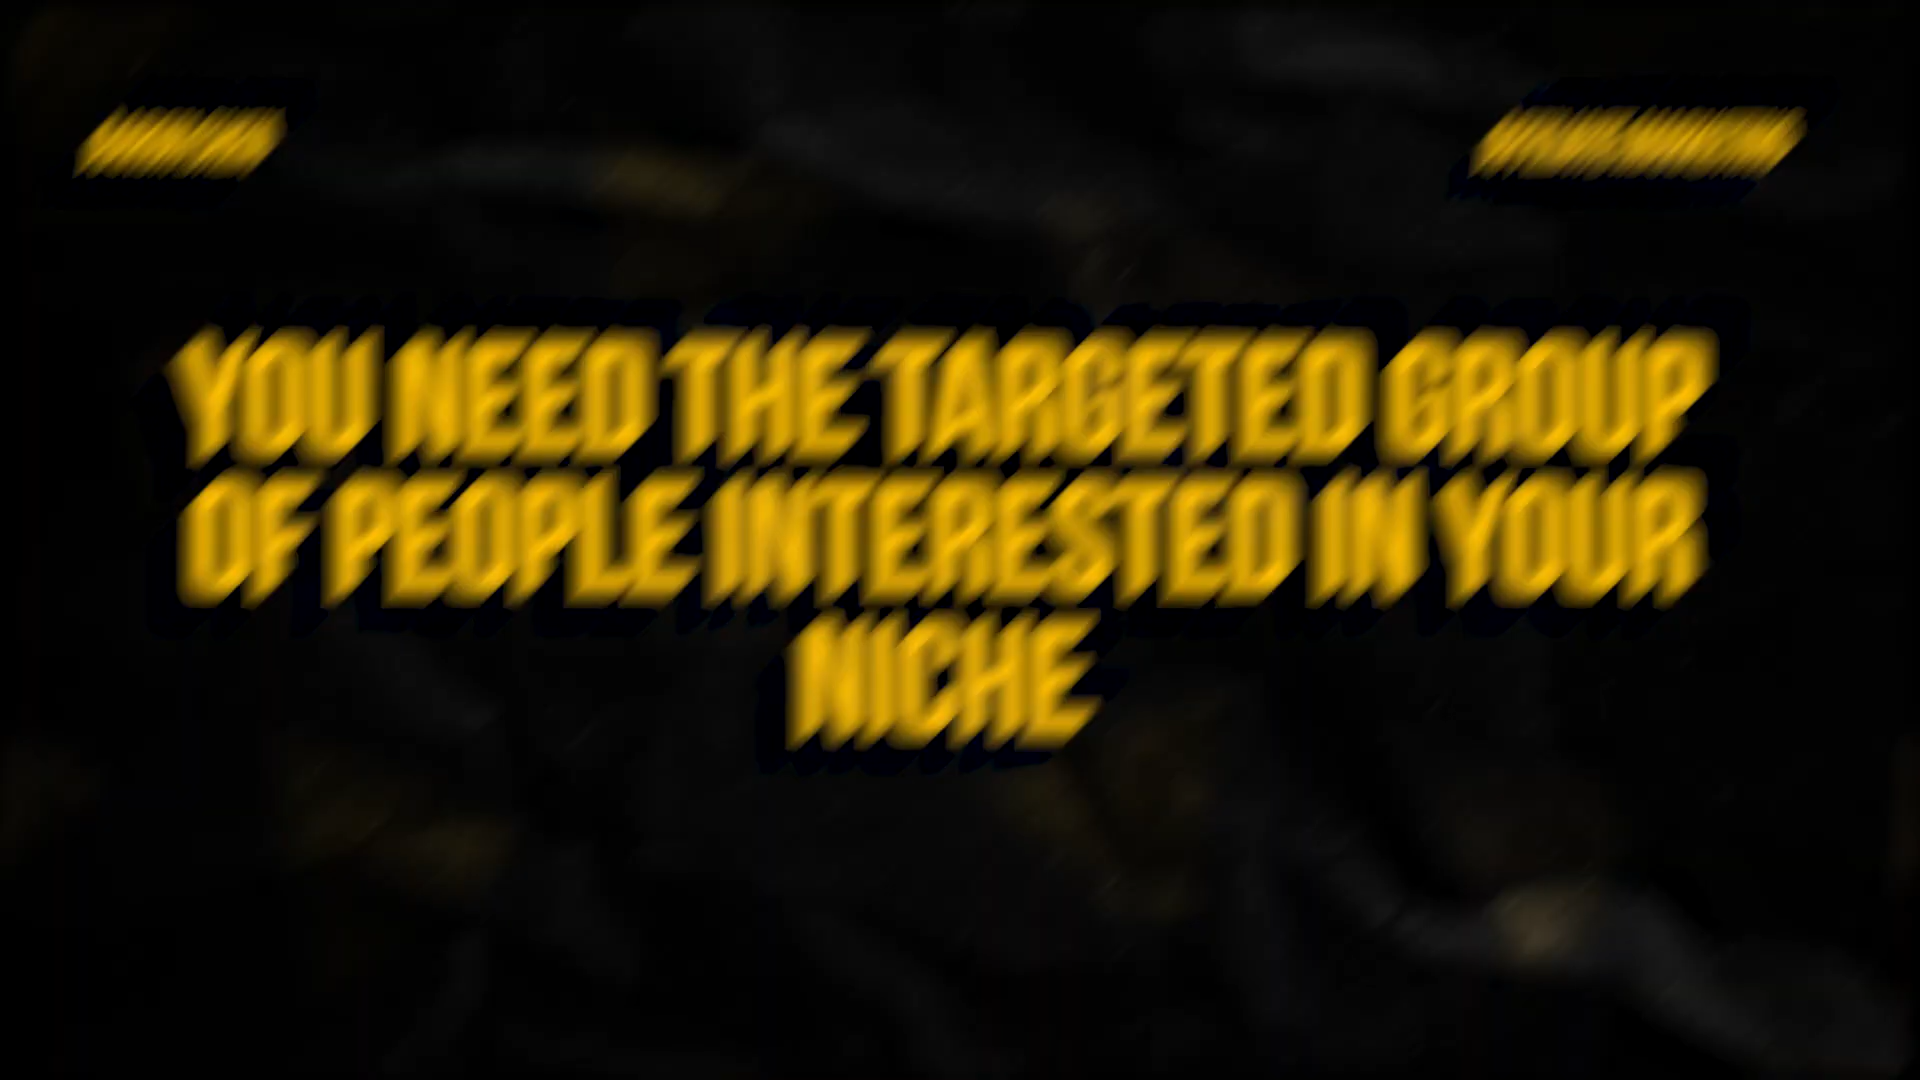 YOU NEED THE TARGETED GROUP
OF PEOPLE INTERESTED IN YOUR
NICHE